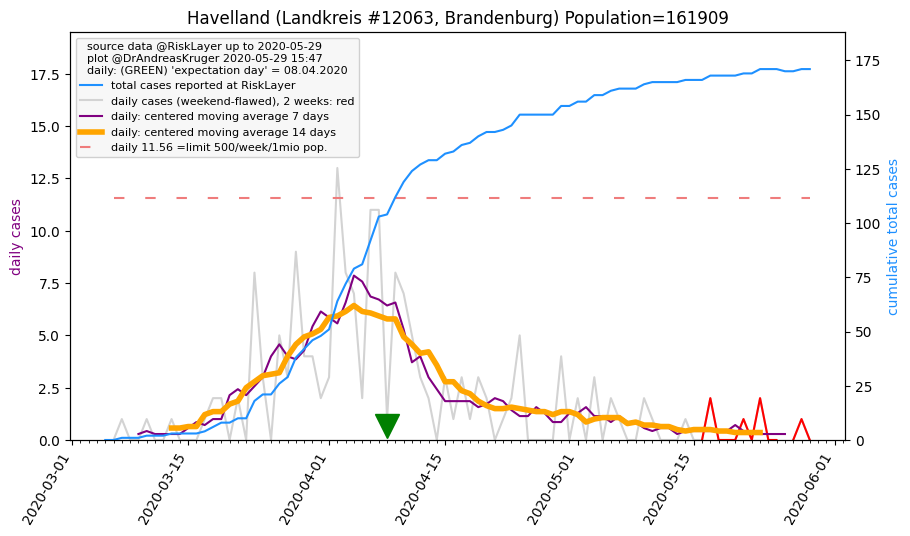 Havelland (Landkreis #12063, Brandenburg) Population=161909
source data @RiskLayer up to 2020-05-29
plot @DrAndreasKruger 2020-05-29 15:47
daily: (GREEN) 'expectation day' = 08.04.2020
total cases reported at RiskLayer
daily cases (weekend-flawed), 2 weeks: red
daily: centered moving average 7 days
daily: centered moving average 14 days
daily 11.56 =limit 500/week/1mio pop.
daily cases
17.5
15.0
12.5
10.0
7.5
5.0
2.5
0.0
cumulative total cases
175
150
125
100
75
50
25
0
2020-03-01
2020-03-15
2020-04-01
2020-04-15
2020-05-01
2020-05-15
2020-06-01